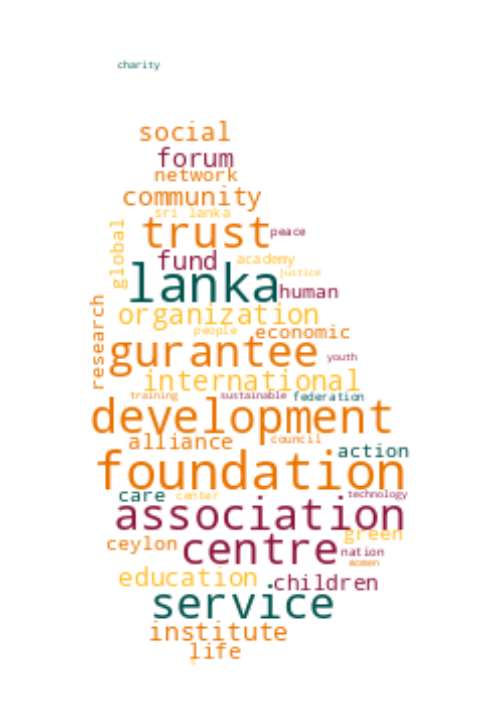 charity
social
forum
network
community
sri lanka
trust
peace
global
fund
academy
lanka
justice
human
organization
people
economic
research
gurantee
youth
international
training
sustainable
federation
development
alliance
council
action
foundation
care
center
technology
association
green
ceylon
centre
nation
women
education
children
service
institute
life